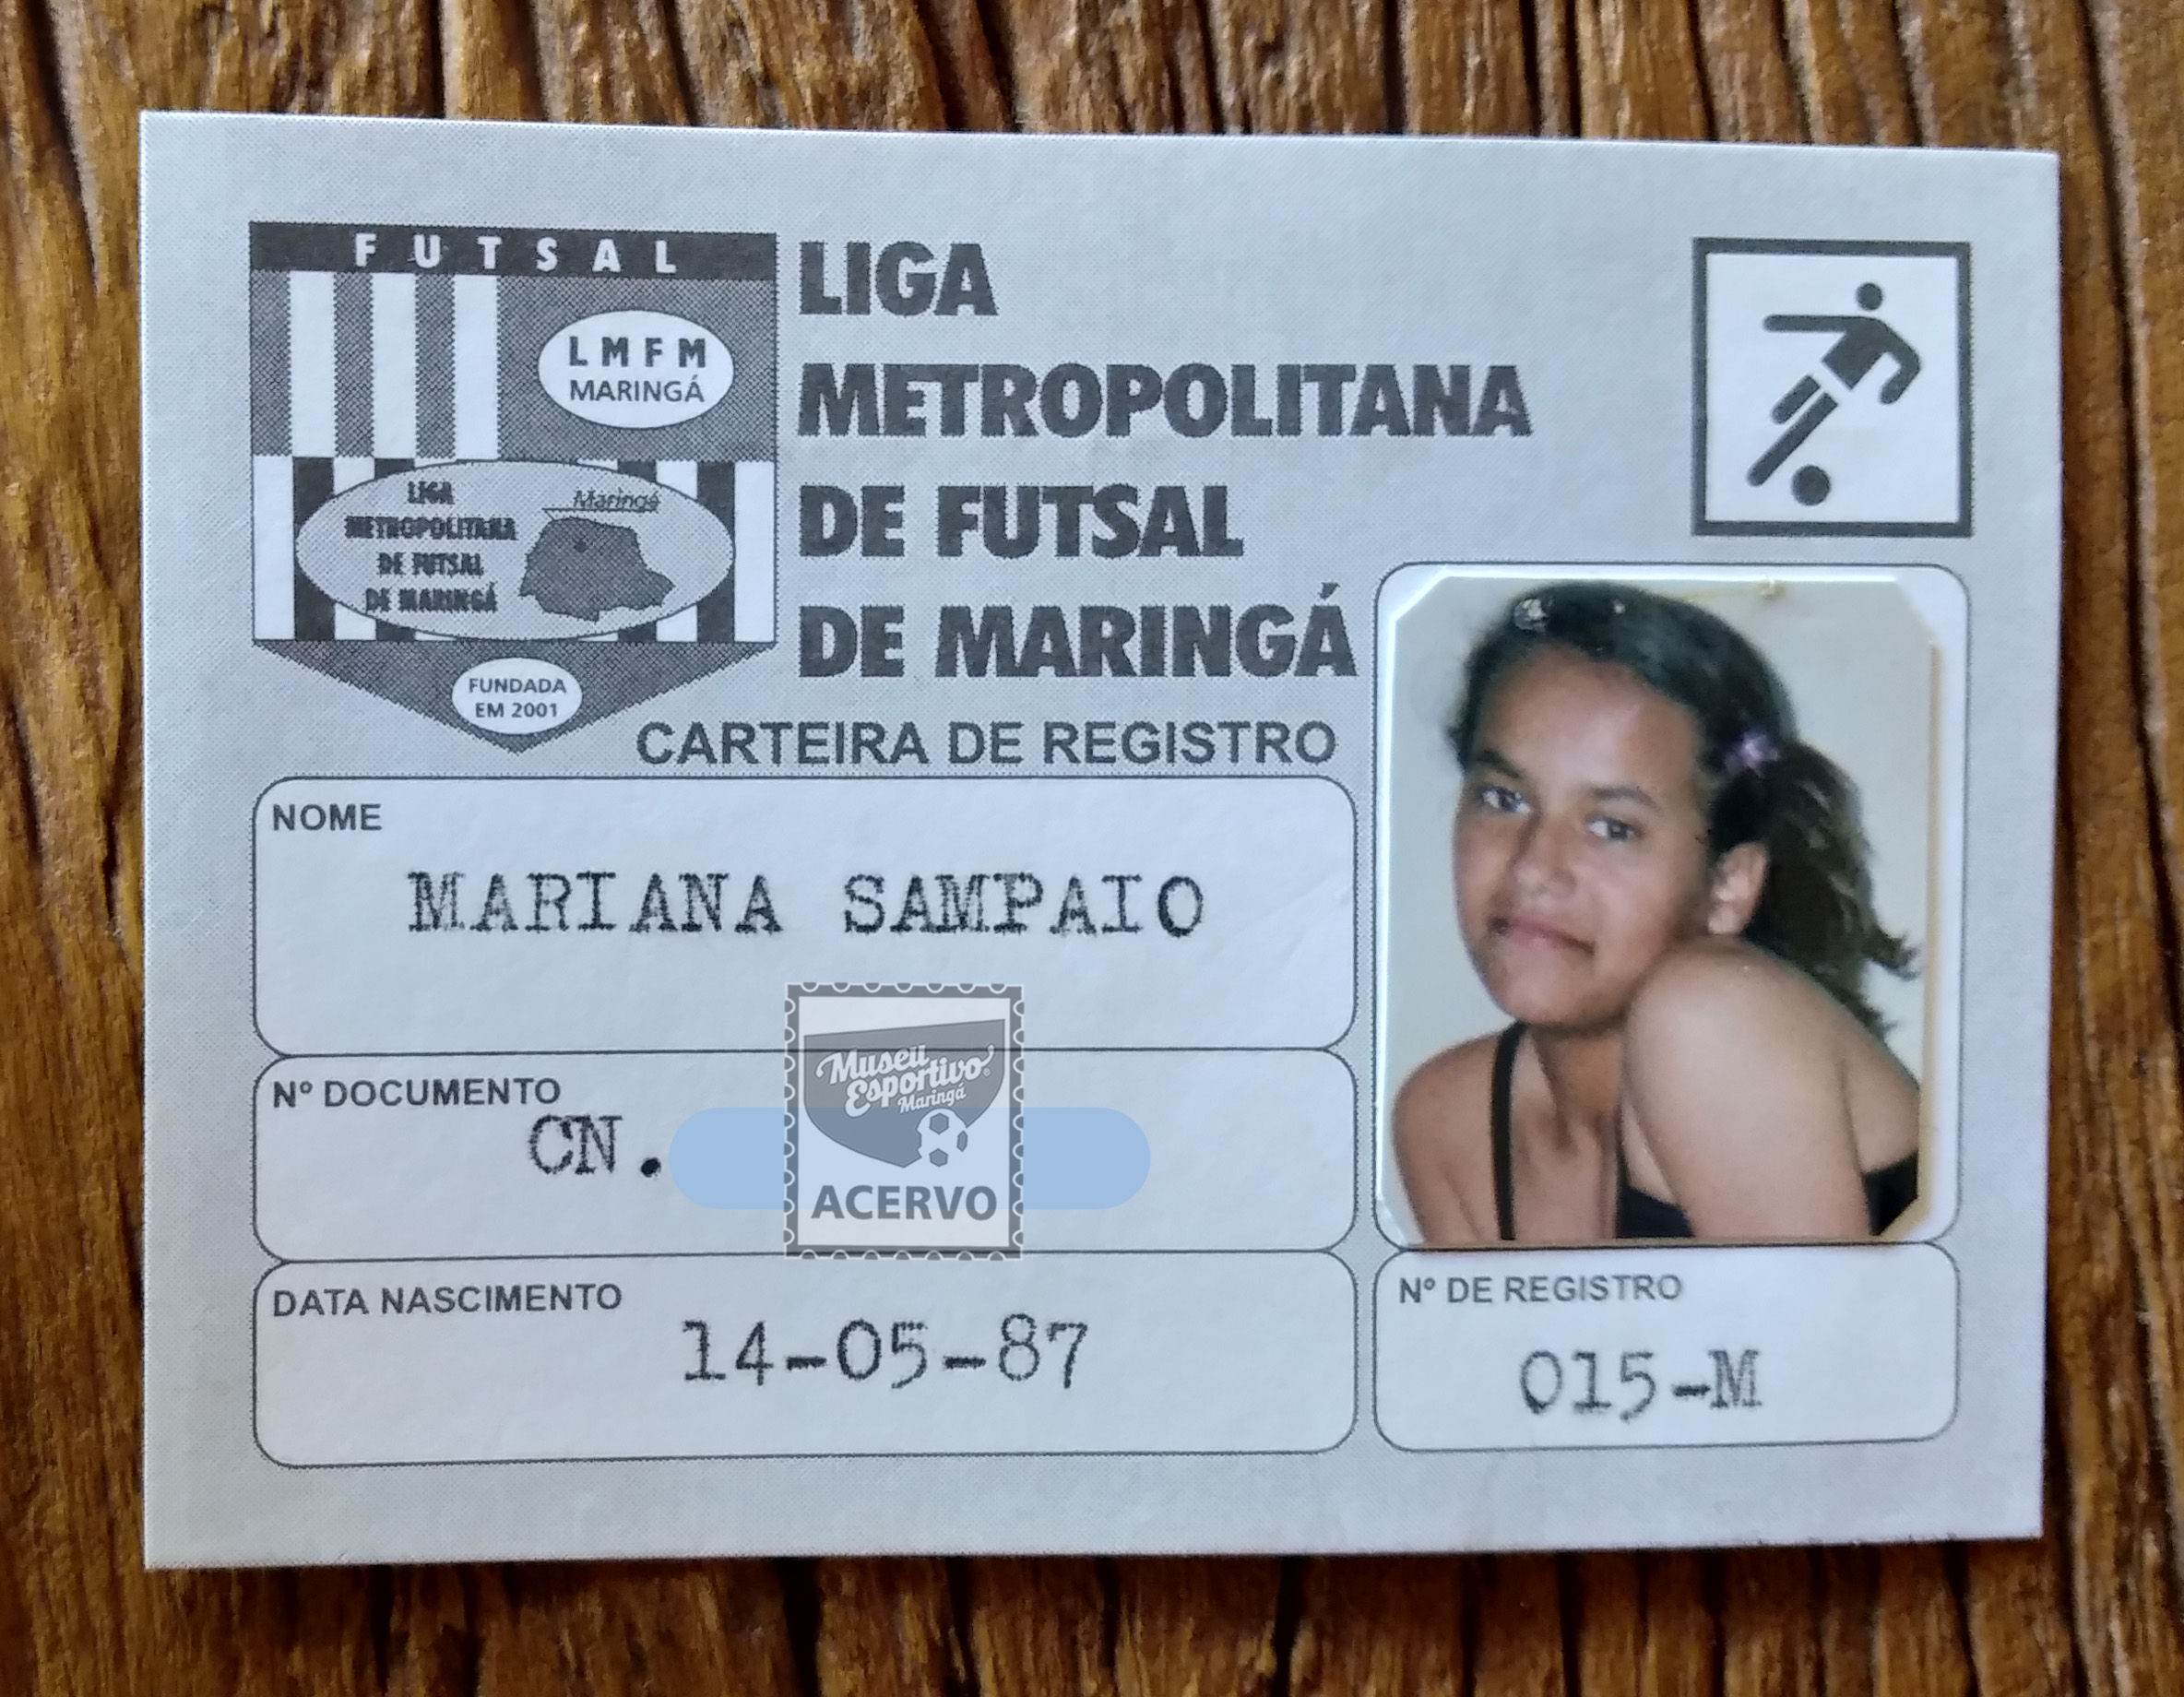 FUTSAL
LMFM
MARINGÁ
LIGA
METROPOLITANA
DE FUTSAL
DE MARINGÁ
Maringá
FUNDADA
EM 2001
LIGA
METROPOLITANA
DE FUTSAL
DE MARINGÁ
CARTEIRA DE REGISTRO
NOME
MARIANA SAMPAIO
Nº DOCUMENTO
CN.
Museu
Esportivo
Maringá
ACERVO
DATA NASCIMENTO
14-05-87
Nº DE REGISTRO
015-M